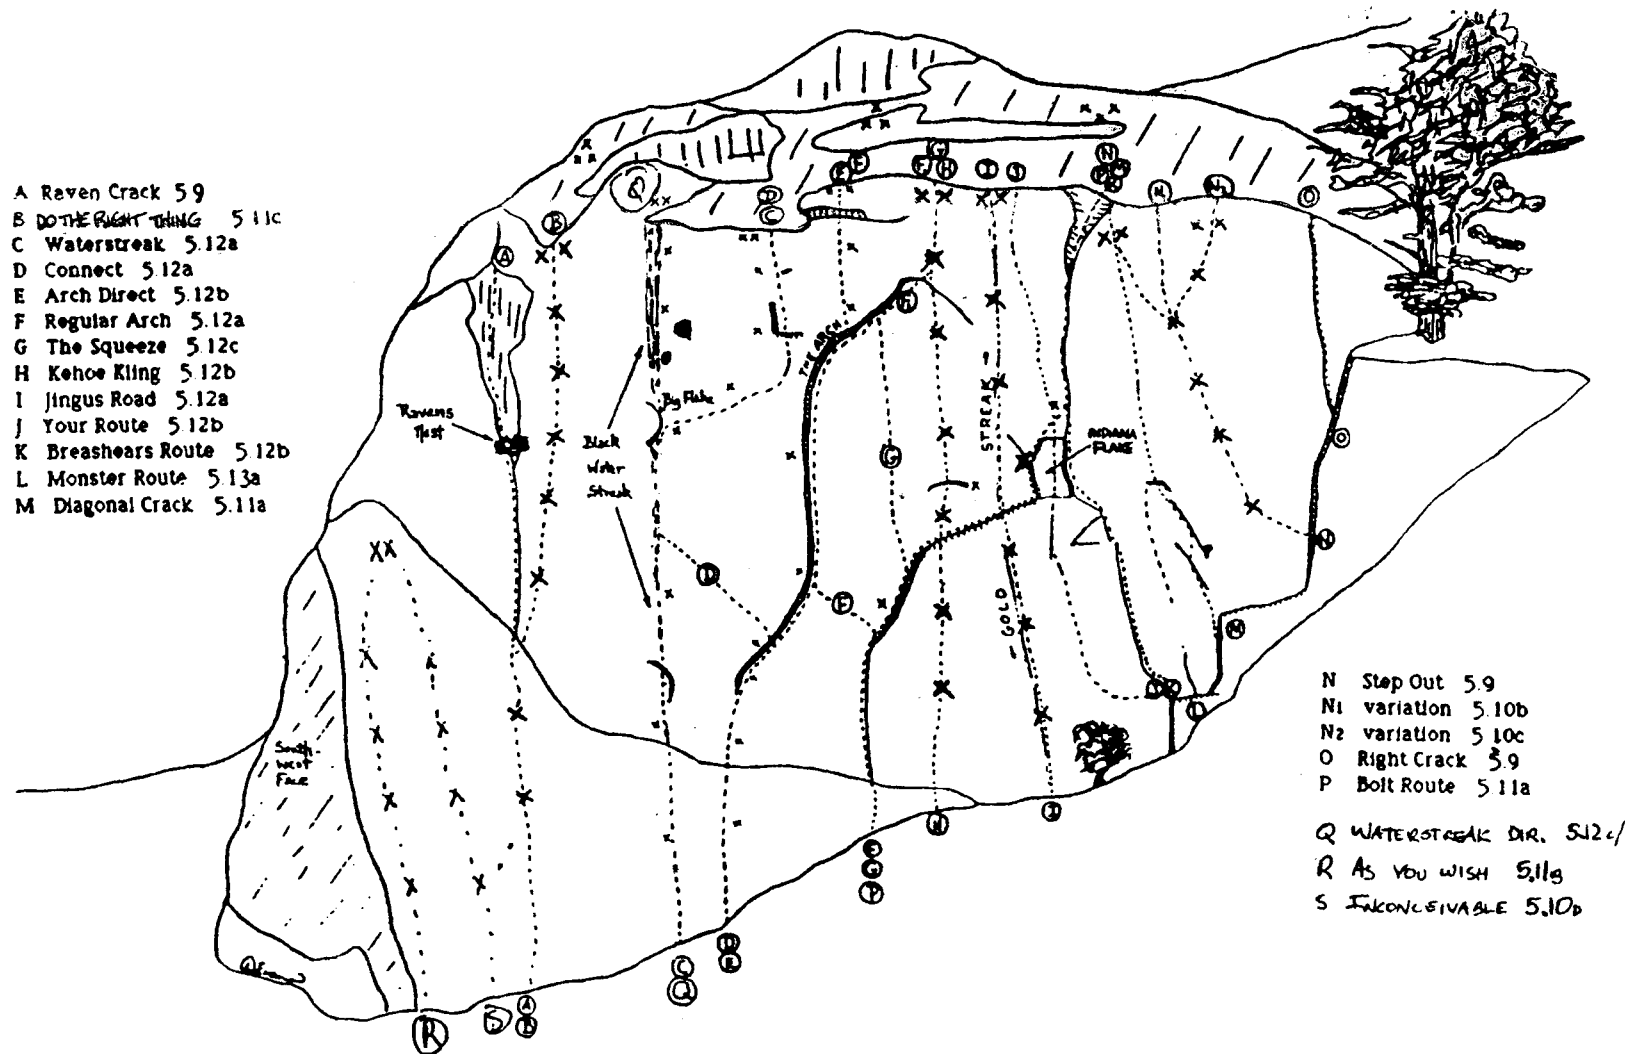 A Raven Crack 5.9
B DO THE RIGHT THING 5.11c
C Waterstreak 5.12a
D Connect 5.12a
E Arch Direct 5.12b
F Regular Arch 5.12a
G The Squeeze 5.12c
H Kehoe Kling 5.12b
I Jingus Road 5.12a
J Your Route 5.12b
K Breashears Route 5.12b
L Monster Route 5.13a
M Diagonal Crack 5.11a
N Step Out 5.9
N1 variation 5.10b
N2 variation 5.10c
O Right Crack 5.9
P Bolt Route 5.11a
Q WATERSTREAK DIR. 5.12c/
R AS YOU WISH
S INCONCEIVABLE 5.10D
Ravens Nest
Black Water Streak
Big Flake
THE ARCH
STREAK
GOLD
INDIANA FLAKE
South-West Face
A
B
Q
D
C
F
G
H
I
J
N
M
N
O
H
G
D
F
O
N
M
L
I
H
G
D
C
Q
A
B
S
R